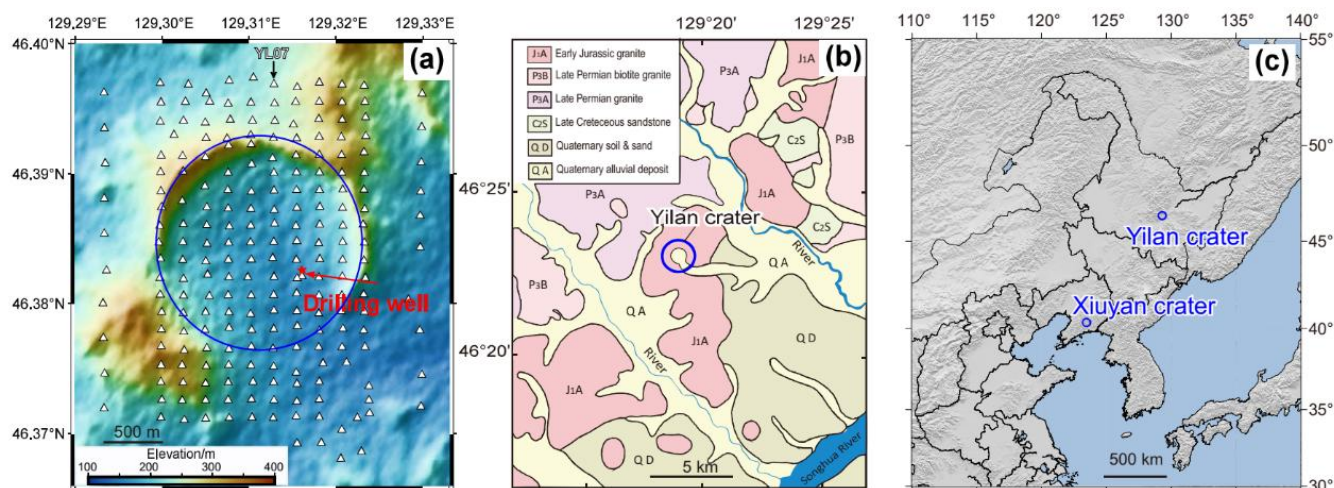 129.29° 129.30° 129.31° 129.32° 129.33°
46.40°
46.39°
46.38°
46.37°
YL07
(a)
Drilling well
500 m
Elevation/m
100 200 300 400
129°20' 129°25'
(b)
J1A Early Jurassic granite
P3B Late Permian biotite granite
P3A Late Permian granite
C2S Late Creteceous sandstone
Q D Quaternary soil & sand
Q A Quaternary alluvial deposit
P3A
J1A
C2S
P3B
46°25'
P3A
J1A
Yilan crater
C2S
River
Q A
P3B
Q A
46°20'
J1A
Q D
River
J1A
Q D
5 km
Songhua River
110° 115° 120° 125° 130° 135° 140°
(c)
55°
50°
45°
40°
35°
30°
Yilan crater
Xiuyan crater
500 km